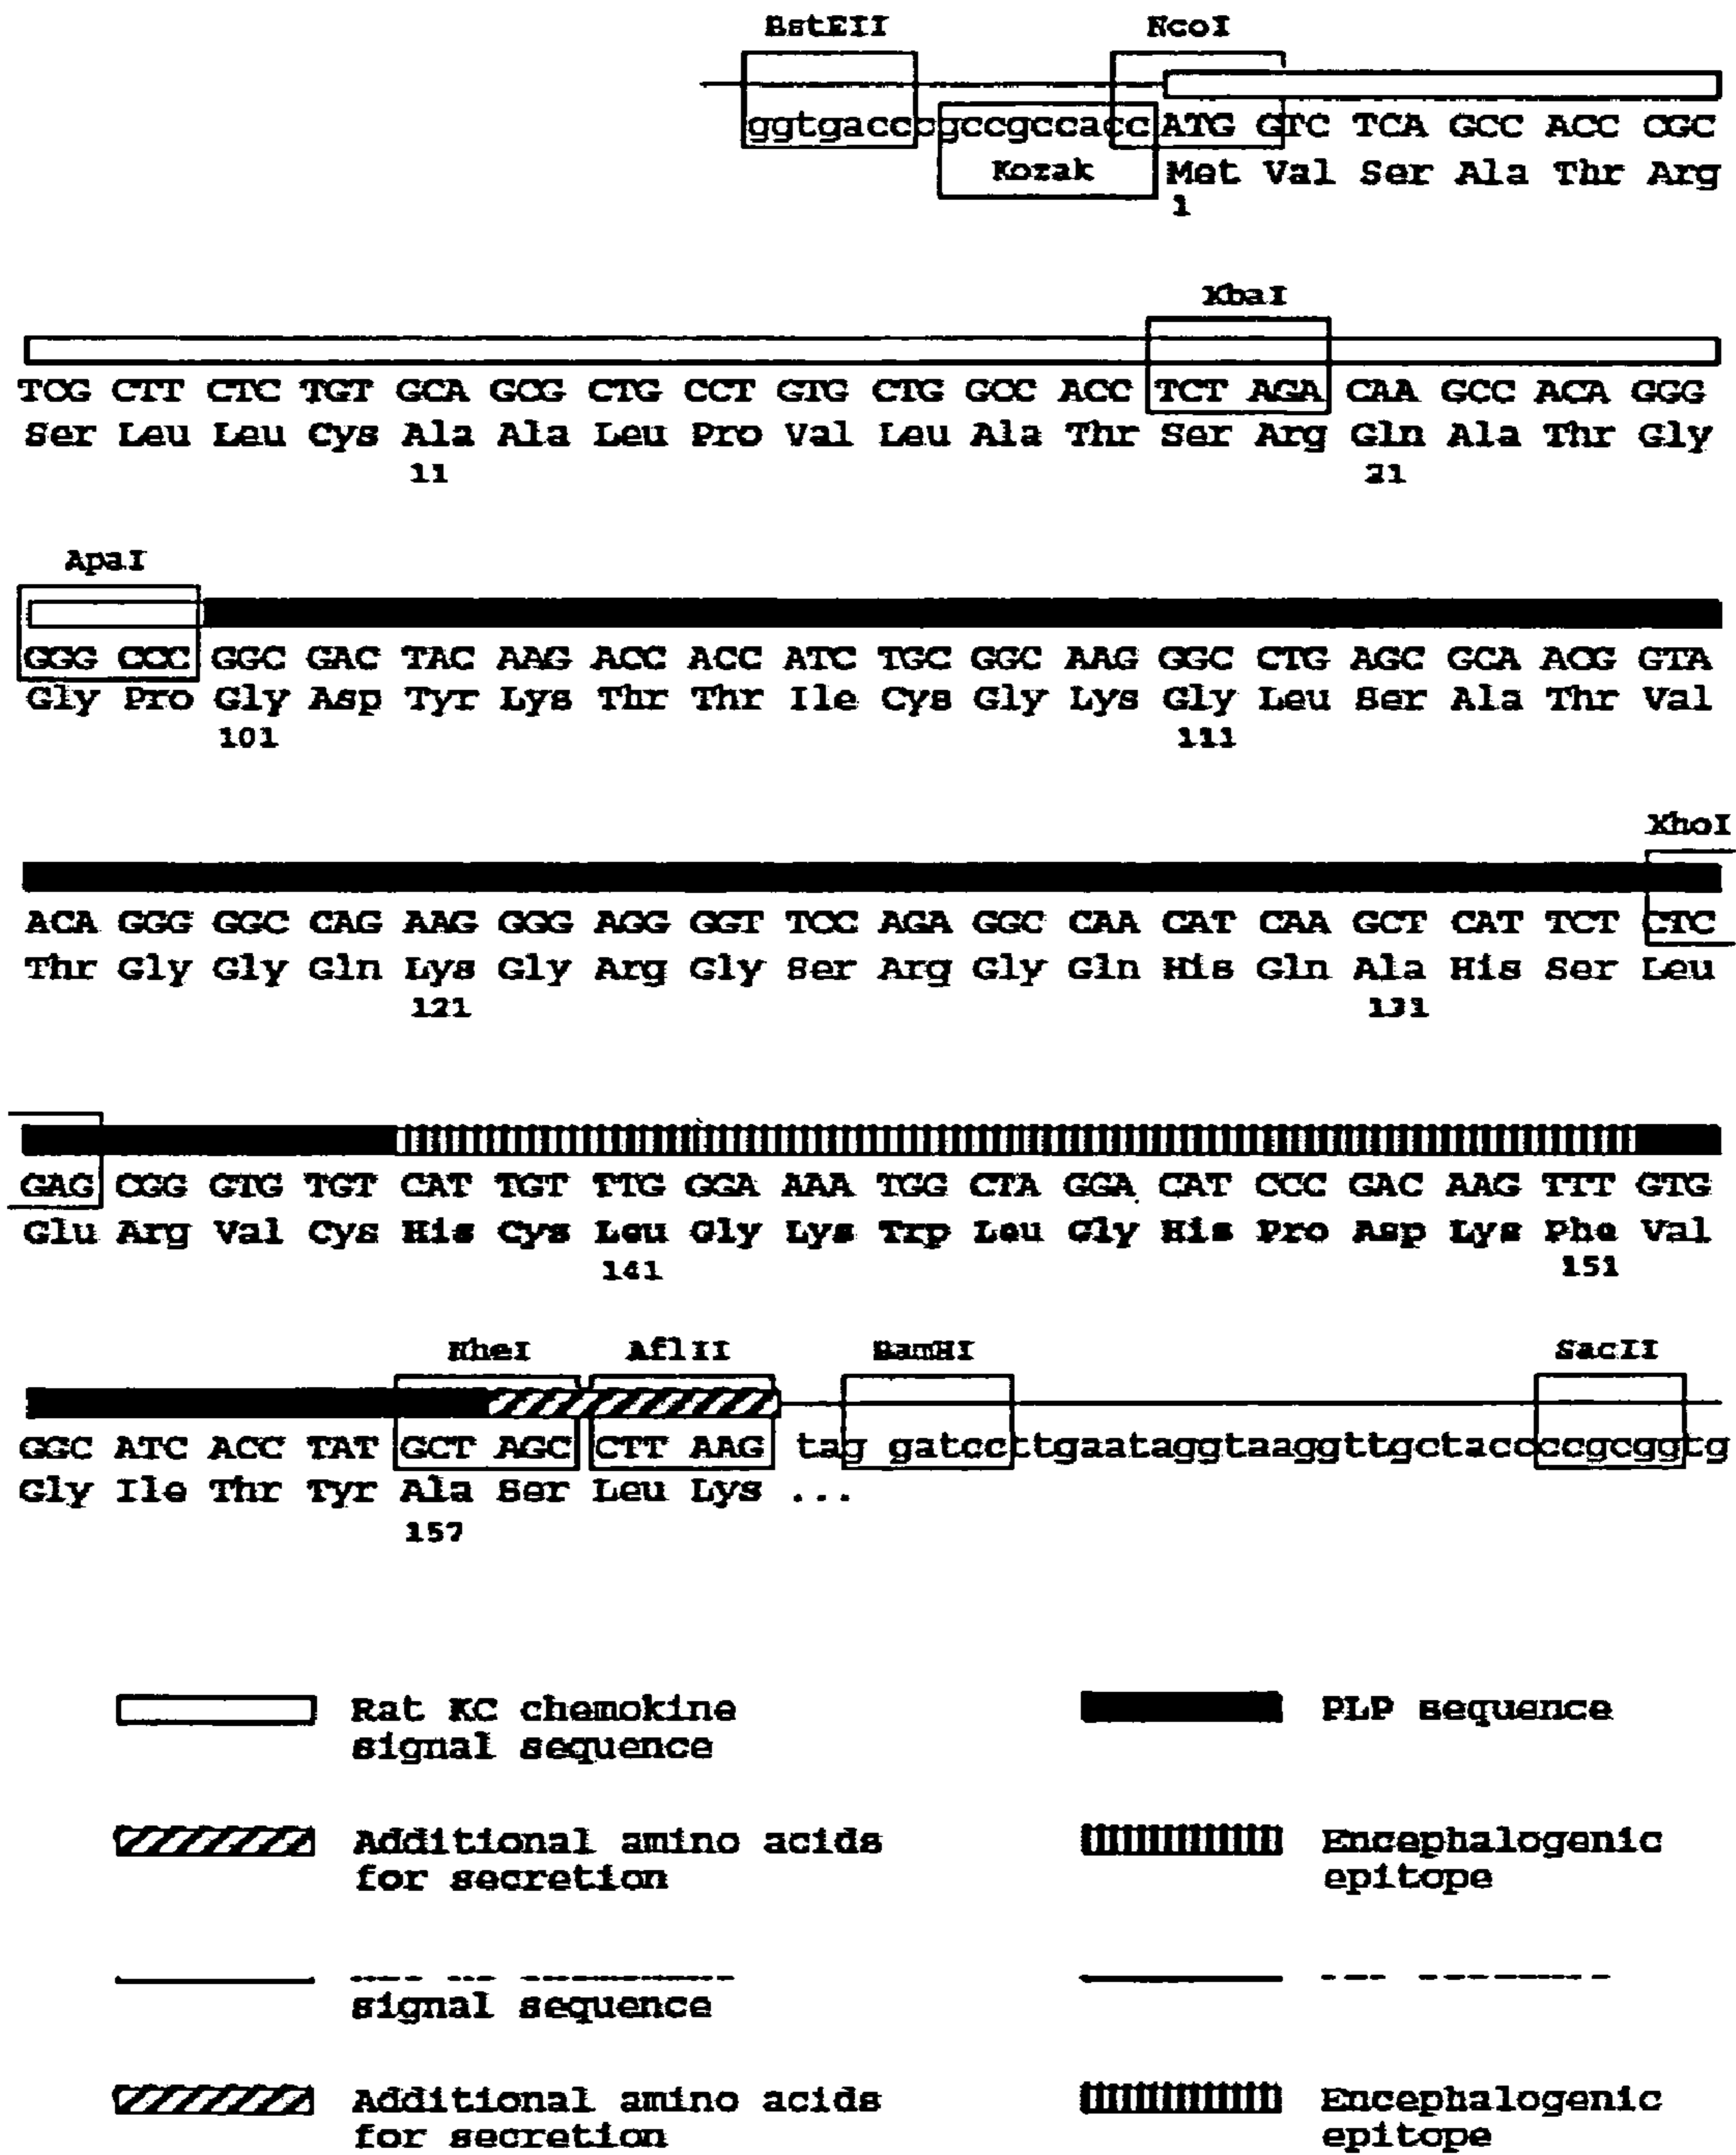 BstEII NcoI
ggtgacccgccgccacc ATG GTC TCA GCC ACC CGC
Kozak Met Val Ser Ala Thr Arg
1
XbaI
TCG CTT CTC TGT GCA GCG CTG CCT GTG CTG GCC ACC TCT AGA CAA GCC ACA GGG
Ser Leu Leu Cys Ala Ala Leu Pro Val Leu Ala Thr Ser Arg Gln Ala Thr Gly
11 21
ApaI
GGG CCC GGC GAC TAC AAG ACC ACC ATC TGC GGC AAG GGC CTG AGC GCA ACG GTA
Gly Pro Gly Asp Tyr Lys Thr Thr Ile Cys Gly Lys Gly Leu Ser Ala Thr Val
101 111
XhoI
ACA GGG GGC CAG AAG GGG AGG GGT TCC AGA GGC CAA CAT CAA GCT CAT TCT CTC
Thr Gly Gly Gln Lys Gly Arg Gly Ser Arg Gly Gln His Gln Ala His Ser Leu
121 131
GAG CGG GTG TGT CAT TGT TTG GGA AAA TGG CTA GGA CAT CCC GAC AAG TTT GTG
Glu Arg Val Cys His Cys Leu Gly Lys Trp Leu Gly His Pro Asp Lys Phe Val
141 151
NheI AflII BamHI SacII
GGC ATC ACC TAT GCT AGC CTT AAG tag gatccttgaataggtaaggttgctaccccgcggtg
Gly Ile Thr Tyr Ala Ser Leu Lys ...
157
Rat KC chemokine PLP sequence
signal sequence
Additional amino acids Encephalogenic
for secretion epitope
signal sequence
Additional amino acids Encephalogenic
for secretion epitope